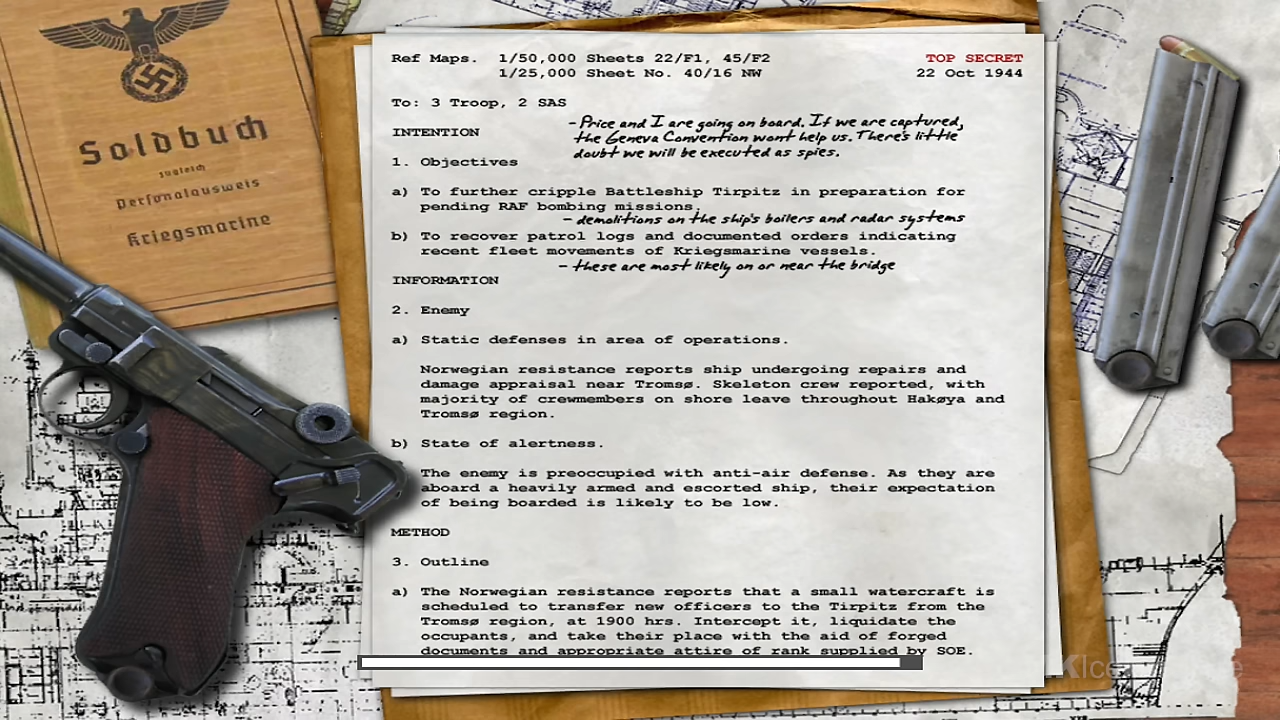 Soldbuch
zugleich
Personalausweis
Kriegsmarine
Ref Maps. 1/50,000 Sheets 22/F1, 45/F2
1/25,000 Sheet No. 40/16 NW
TOP SECRET
22 Oct 1944
To: 3 Troop, 2 SAS
- Price and I are going on board. If we are captured,
the Geneva Convention wont help us. There's little
doubt we will be executed as spies.
INTENTION
1. Objectives
a) To further cripple Battleship Tirpitz in preparation for
pending RAF bombing missions.
- demolitions on the ship's boilers and radar systems
b) To recover patrol logs and documented orders indicating
recent fleet movements of Kriegsmarine vessels.
- these are most likely on or near the bridge
INFORMATION
2. Enemy
a) Static defenses in area of operations.
Norwegian resistance reports ship undergoing repairs and
damage appraisal near Tromsø. Skeleton crew reported, with
majority of crewmembers on shore leave throughout Hakøya and
Tromsø region.
b) State of alertness.
The enemy is preoccupied with anti-air defense. As they are
aboard a heavily armed and escorted ship, their expectation
of being boarded is likely to be low.
METHOD
3. Outline
a) The Norwegian resistance reports that a small watercraft is
scheduled to transfer new officers to the Tirpitz from the
Tromsø region, at 1900 hrs. Intercept it, liquidate the
occupants, and take their place with the aid of forged
documents and appropriate attire of rank supplied by SOE.